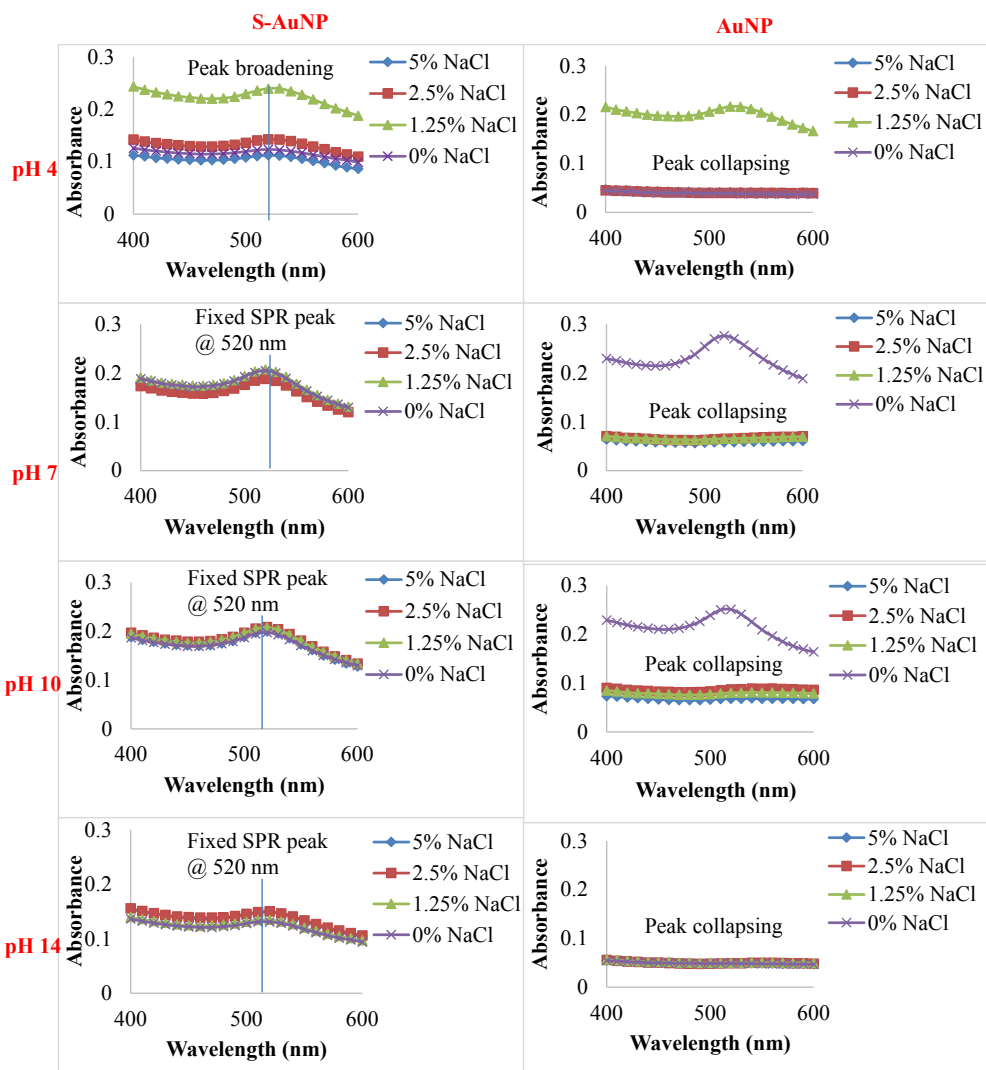 S-AuNP
AuNP
pH 4
Absorbance
0.3
0.2
0.1
0
Peak broadening
5% NaCl
2.5% NaCl
1.25% NaCl
0% NaCl
400
500
600
Wavelength (nm)
Absorbance
0.3
0.2
0.1
0
Peak collapsing
5% NaCl
2.5% NaCl
1.25% NaCl
0% NaCl
400
500
600
Wavelength (nm)
pH 7
Absorbance
0.3
0.2
0.1
0
Fixed SPR peak
@ 520 nm
5% NaCl
2.5% NaCl
1.25% NaCl
0% NaCl
400
500
600
Wavelength (nm)
Absorbance
0.3
0.2
0.1
0
Peak collapsing
5% NaCl
2.5% NaCl
1.25% NaCl
0% NaCl
400
500
600
Wavelength (nm)
pH 10
Absorbance
0.3
0.2
0.1
0
Fixed SPR peak
@ 520 nm
5% NaCl
2.5% NaCl
1.25% NaCl
0% NaCl
400
500
600
Wavelength (nm)
Absorbance
0.3
0.2
0.1
0
Peak collapsing
5% NaCl
2.5% NaCl
1.25% NaCl
0% NaCl
400
500
600
Wavelength (nm)
pH 14
Absorbance
0.3
0.2
0.1
0
Fixed SPR peak
@ 520 nm
5% NaCl
2.5% NaCl
1.25% NaCl
0% NaCl
400
500
600
Wavelength (nm)
Absorbance
0.3
0.2
0.1
0
Peak collapsing
5% NaCl
2.5% NaCl
1.25% NaCl
0% NaCl
400
500
600
Wavelength (nm)